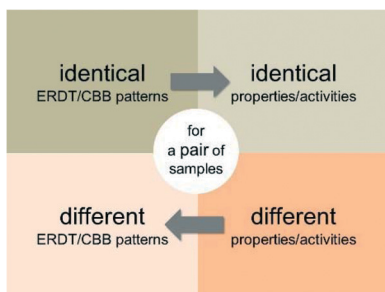 identical
ERDT/CBB patterns
identical
properties/activities
for
a pair of
samples
different
ERDT/CBB patterns
different
properties/activities